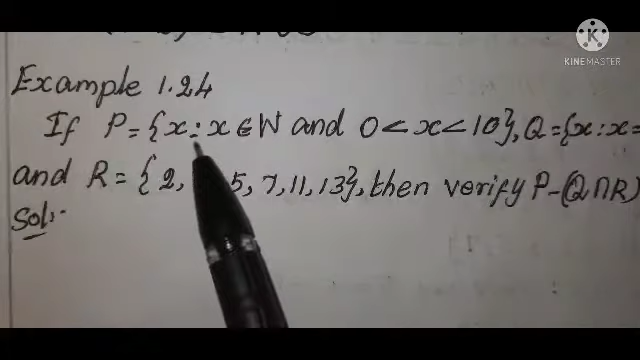 KINEMASTER
Example 1.24
If P = {x : x ∈ W and 0 < x < 10}, Q = {x : x =
and R = {2, 5, 7, 11, 13}, then verify P - (Q ∩ R)
Sol:-